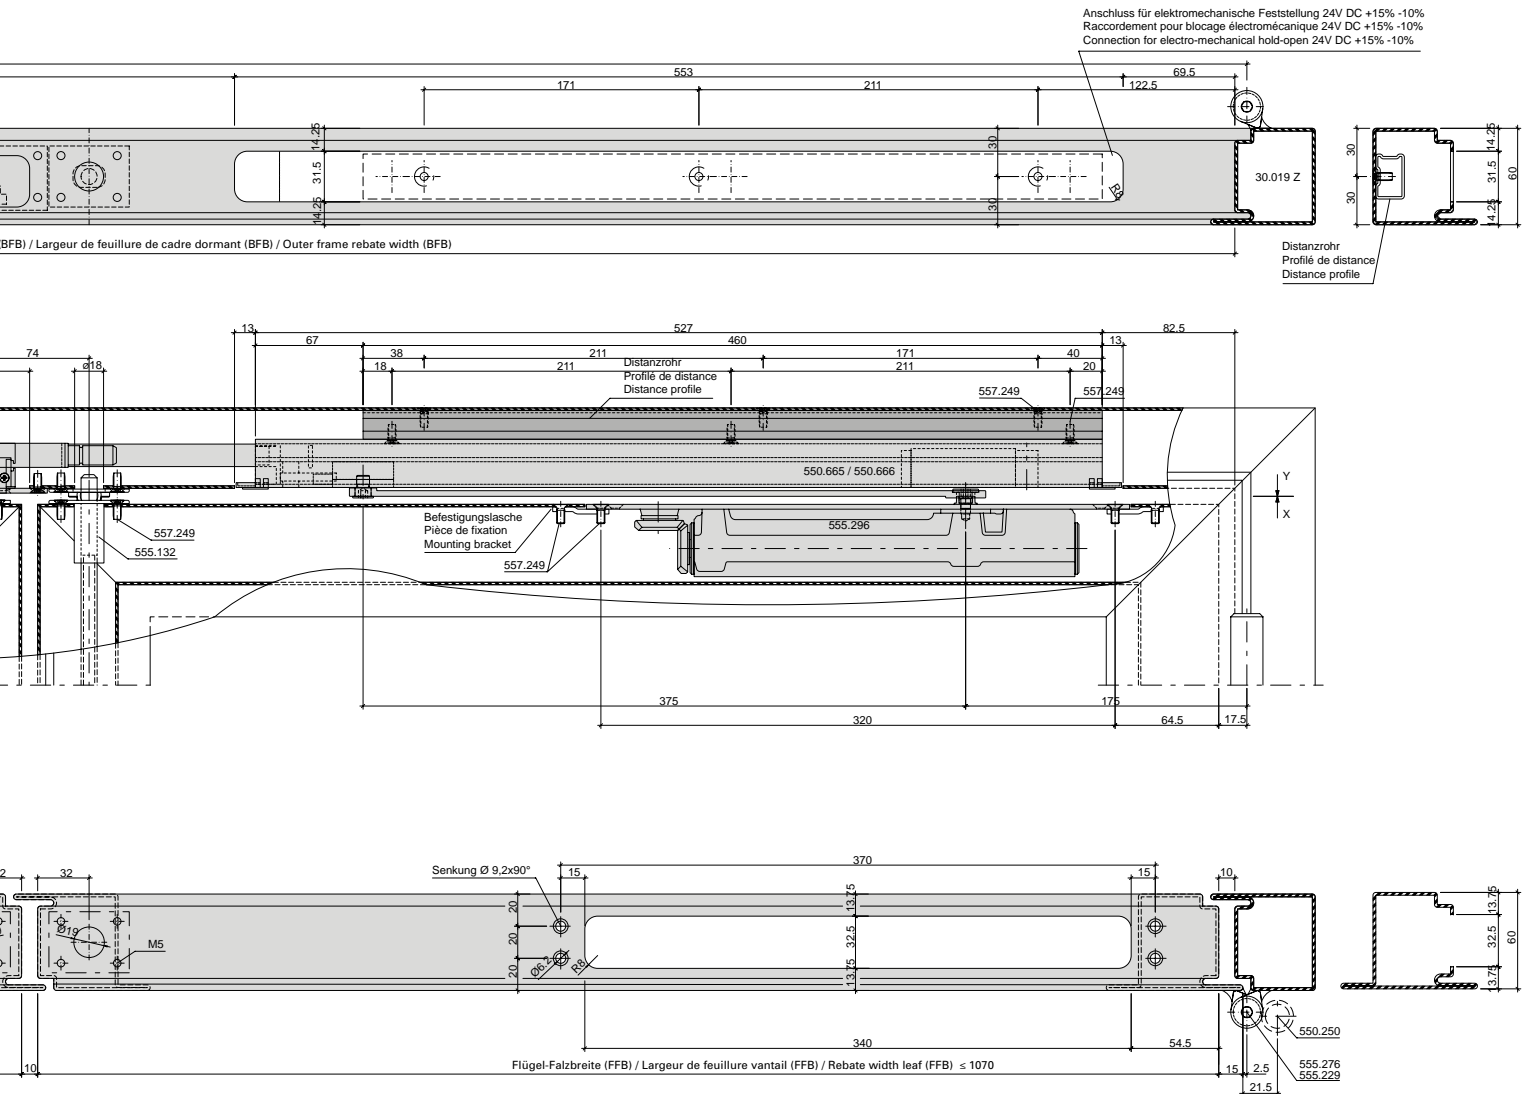 Anschluss für elektromechanische Feststellung 24V DC +15% -10%
Raccordement pour blocage électromécanique 24V DC +15% -10%
Connection for electro-mechanical hold-open 24V DC +15% -10%
553
69.5
171
211
122.5
14.25
31.5
14.25
30
30
R8
30.019 Z
30
30
14.25
31.5
14.25
60
(BFB) / Largeur de feuillure de cadre dormant (BFB) / Outer frame rebate width (BFB)
Distanzrohr
Profilé de distance
Distance profile
13
527
82.5
67
460
13
74
38
211
171
40
ø18
18
211
211
20
Distanzrohr
Profilé de distance
Distance profile
557.249
557.249
550.665 / 550.666
Y
X
Befestigungslasche
Pièce de fixation
Mounting bracket
555.296
557.249
555.132
557.249
375
175
320
64.5
17.5
2
32
Senkung Ø 9,2x90°
370
15
15
10
20
20
20
13.75
32.5
13.75
Ø19
M5
Ø6.2
R8
13.75
32.5
13.75
60
340
54.5
550.250
10
Flügel-Falzbreite (FFB) / Largeur de feuillure vantail (FFB) / Rebate width leaf (FFB) ≤ 1070
15
2.5
555.276
555.229
21.5